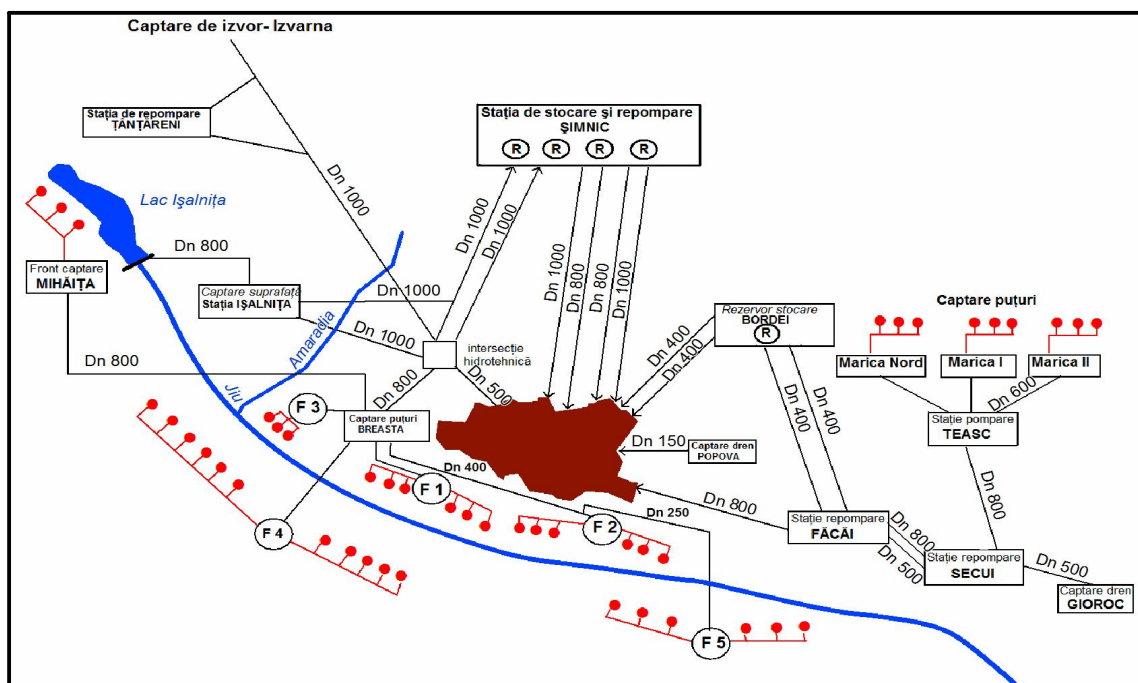 Captare de izvor- Izvarna
Stația de repompare
ȚÂNȚĂRENI
Stația de stocare și repompare
ȘIMNIC
R R R R
Lac Ișalnița
Dn 1000
Dn 1000
Dn 1000
Dn 800
Front captare
MIHĂIȚA
Captare suprafață
Stația IȘALNIȚA
Dn 1000
Dn 1000
Amaradia
Jiu
Dn 800
intersecție
hidrotehnică
Dn 800
Dn 500
Dn 1000
Dn 800
Dn 800
Dn 1000
Rezervor stocare
BORDEI
R
Dn 400
Dn 400
Dn 400
Dn 400
Captare puțuri
Marica Nord
Marica I
Marica II
Dn 600
Stație pompare
TEASC
Dn 800
F 3
Captare puțuri
BREASTA
Dn 400
F 1
F 2
F 4
Dn 150
Captare dren
POPOVA
Dn 250
F 5
Dn 800
Stație repompare
FĂCĂI
Dn 800
Dn 500
Stație repompare
SECUI
Dn 500
Captare dren
GIOROC